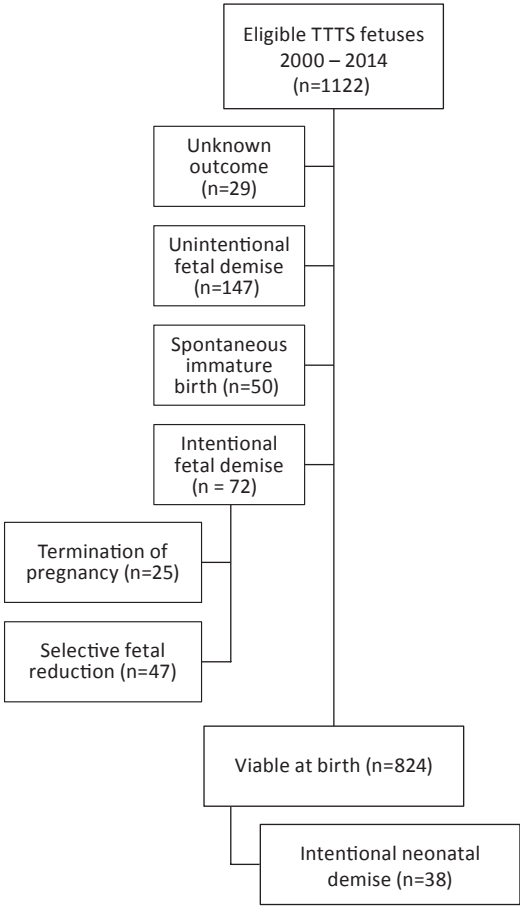 Eligible TTTS fetuses
2000 – 2014
(n=1122)
Unknown
outcome
(n=29)
Unintentional
fetal demise
(n=147)
Spontaneous
immature
birth (n=50)
Intentional
fetal demise
(n = 72)
Termination of
pregnancy (n=25)
Selective fetal
reduction (n=47)
Viable at birth (n=824)
Intentional neonatal
demise (n=38)